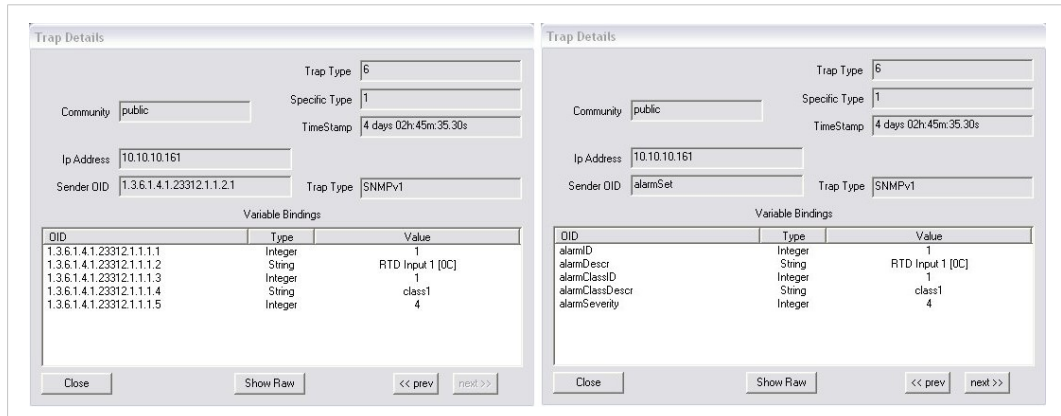 Trap Details
Trap Type 6
Specific Type 1
Community public
TimeStamp 4 days 02h:45m:35.30s
Ip Address 10.10.10.161
Sender OID 1.3.6.1.4.1.23312.1.1.2.1 Trap Type SNMPv1
Variable Bindings
OID Type Value
1.3.6.1.4.1.23312.1.1.1.1 Integer 1
1.3.6.1.4.1.23312.1.1.1.2 String RTD Input 1 [0C]
1.3.6.1.4.1.23312.1.1.1.3 Integer 1
1.3.6.1.4.1.23312.1.1.1.4 String class1
1.3.6.1.4.1.23312.1.1.1.5 Integer 4
Close Show Raw << prev next >>
Trap Details
Trap Type 6
Specific Type 1
Community public
TimeStamp 4 days 02h:45m:35.30s
Ip Address 10.10.10.161
Sender OID alarmSet Trap Type SNMPv1
Variable Bindings
OID Type Value
alarmID Integer 1
alarmDescr String RTD Input 1 [0C]
alarmClassID Integer 1
alarmClassDescr String class1
alarmSeverity Integer 4
Close Show Raw << prev next >>